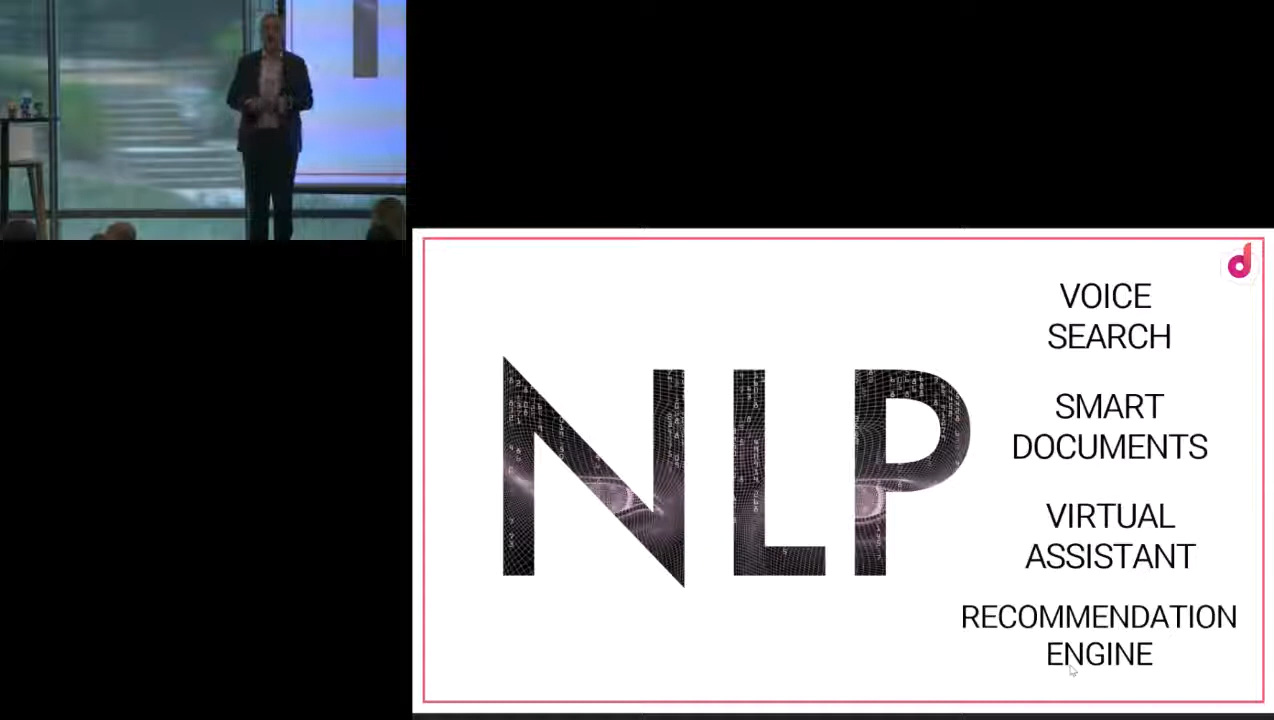 NLP
VOICE
SEARCH
SMART
DOCUMENTS
VIRTUAL
ASSISTANT
RECOMMENDATION
ENGINE